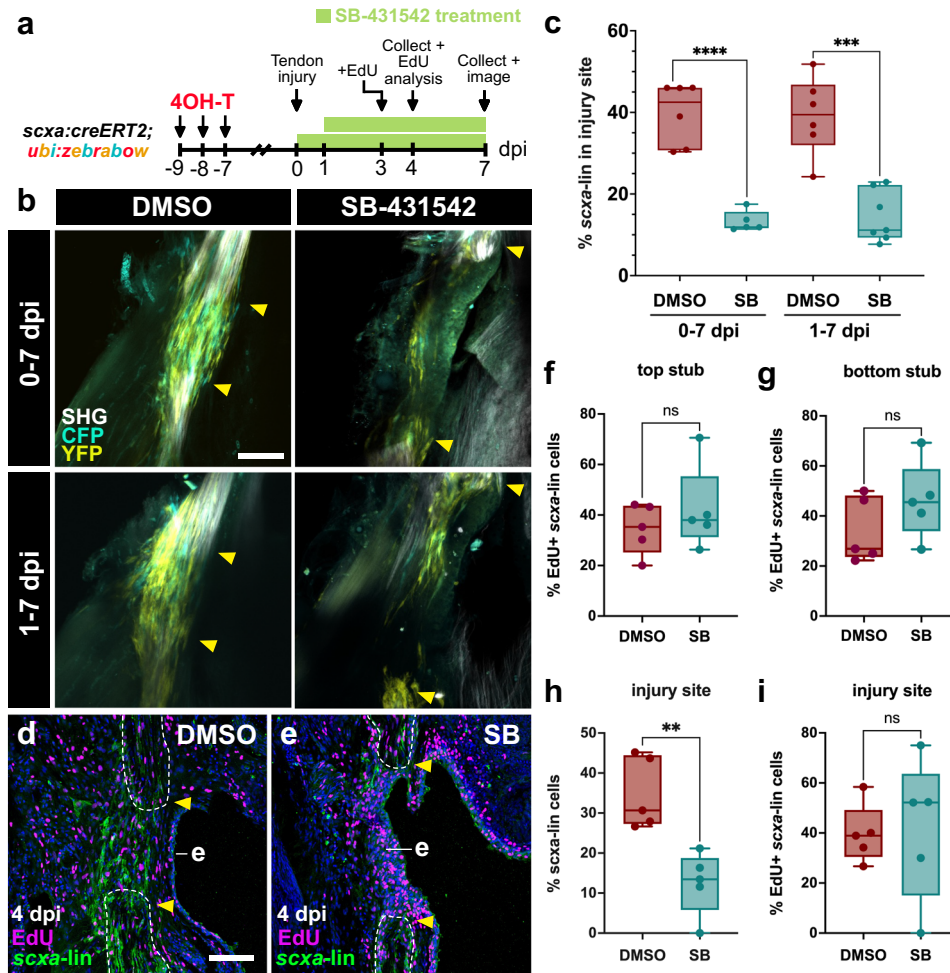 a
SB-431542 treatment
Tendon injury
+EdU
Collect + EdU analysis
Collect + image
4OH-T
scxa:creERT2;
ubi:zebrabow
-9 -8 -7 0 1 3 4 7 dpi
b
DMSO SB-431542
0-7 dpi
SHG
CFP
YFP
1-7 dpi
c
% scxa-lin in injury site
60
40
20
0
**** ***
DMSO SB DMSO SB
0-7 dpi 1-7 dpi
d
DMSO
e
4 dpi
EdU
scxa-lin
e
SB
e
4 dpi
EdU
scxa-lin
f
top stub
% EdU+ scxa-lin cells
80
60
40
20
0
ns
DMSO SB
g
bottom stub
% EdU+ scxa-lin cells
80
60
40
20
0
ns
DMSO SB
h
injury site
% scxa-lin cells
50
40
30
20
10
0
**
DMSO SB
i
injury site
% EdU+ scxa-lin cells
80
60
40
20
0
ns
DMSO SB